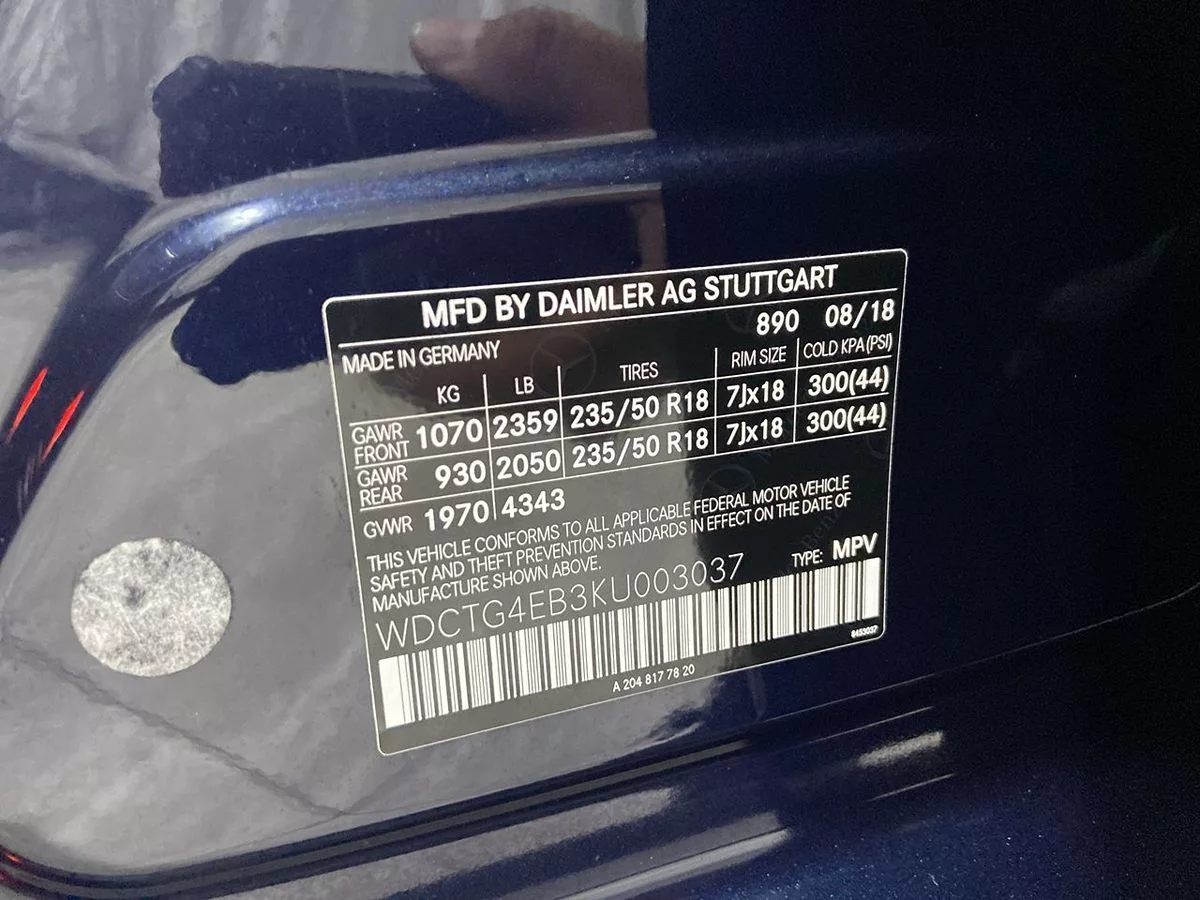 MFD BY DAIMLER AG STUTTGART
890 08/18
MADE IN GERMANY
KG LB TIRES RIM SIZE COLD KPA(PSI)
GAWR FRONT 1070 2359 235/50 R18 7Jx18 300(44)
GAWR REAR 930 2050 235/50 R18 7Jx18 300(44)
GVWR 1970 4343
THIS VEHICLE CONFORMS TO ALL APPLICABLE FEDERAL MOTOR VEHICLE
SAFETY AND THEFT PREVENTION STANDARDS IN EFFECT ON THE DATE OF
MANUFACTURE SHOWN ABOVE.
TYPE: MPV
WDCTG4EB3KU003037
8453037
A 204 817 78 20